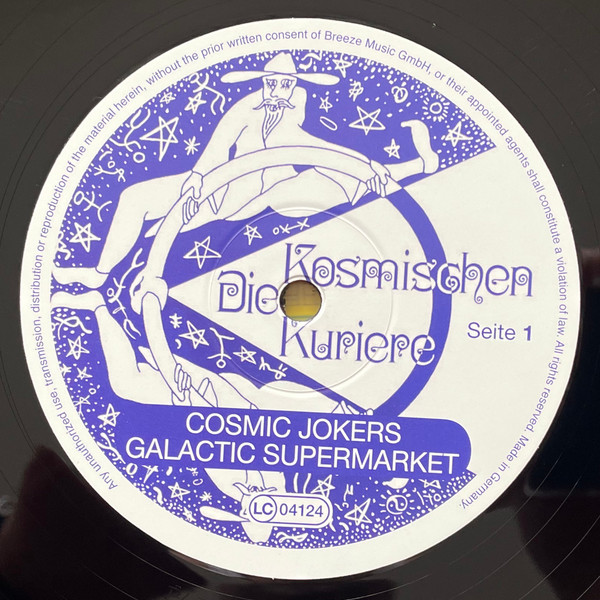 Any unauthorized use, transmission, distribution or reproduction of the material herein, without the prior written consent of Breeze Music GmbH, or their appointed agents shall constitute a violation of law. All rights reserved. Made in Germany.
Die Kosmischen
Kuriere
Seite 1
COSMIC JOKERS
GALACTIC SUPERMARKET
LC 04124